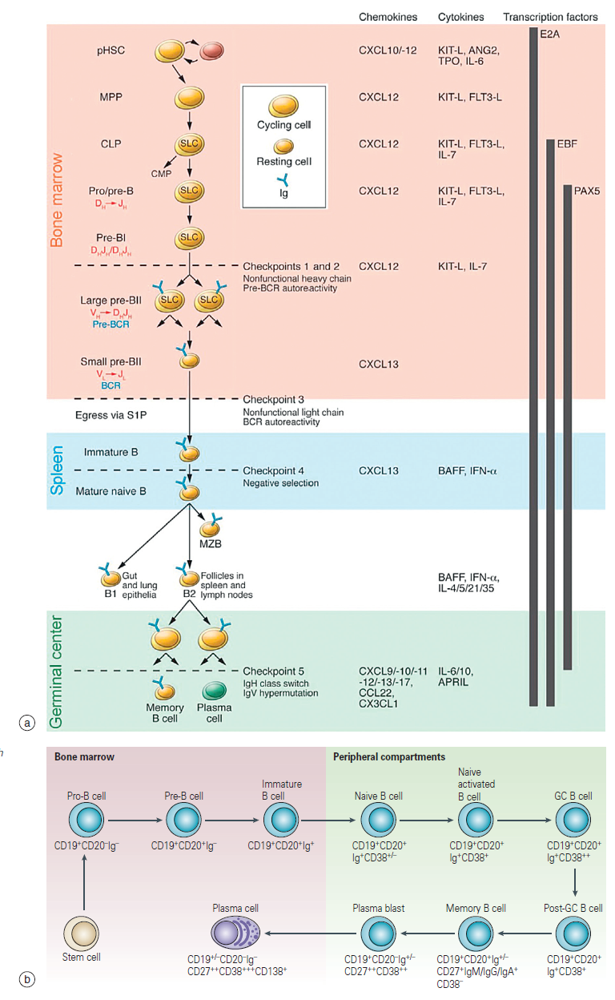 Chemokines Cytokines Transcription factors
E2A
pHSC CXCL10/-12 KIT-L, ANG2,
TPO, IL-6
MPP CXCL12 KIT-L, FLT3-L
Cycling cell
Resting cell
Ig
CLP SLC CXCL12 KIT-L, FLT3-L,
IL-7
EBF
CMP
Pro/pre-B SLC CXCL12 KIT-L, FLT3-L,
IL-7
PAX5
DH→JH
Pre-BI SLC
DHJH/DHJH
Checkpoints 1 and 2 CXCL12 KIT-L, IL-7
Nonfunctional heavy chain
Pre-BCR autoreactivity
Large pre-BII SLC SLC
VH→DHJH
Pre-BCR
Small pre-BII CXCL13
VL→JL
BCR
Bone marrow
Checkpoint 3
Egress via S1P Nonfunctional light chain
BCR autoreactivity
Immature B
Checkpoint 4 CXCL13 BAFF, IFN-α
Negative selection
Mature naive B
Spleen
MZB
Gut
and lung
epithelia
B1
Follicles in
spleen and
lymph nodes
B2
BAFF, IFN-α,
IL-4/5/21/35
Germinal center
Checkpoint 5 CXCL9/-10/-11 IL-6/10,
IgH class switch -12/-13/-17, APRIL
IgV hypermutation CCL22,
CX3CL1
Memory
B cell
Plasma
cell
a
h
Bone marrow Peripheral compartments
Pro-B cell
CD19+CD20-Ig-
Pre-B cell
CD19+CD20+Ig-
Immature
B cell
CD19+CD20+Ig+
Naive B cell
CD19+CD20+
Ig+CD38+/-
Naive
activated
B cell
CD19+CD20+
Ig+CD38+
GC B cell
CD19+CD20+
Ig+CD38++
Stem cell
Plasma cell
CD19+/-CD20-Ig-
CD27++CD38+++CD138+
Plasma blast
CD19+CD20-Ig+/-
CD27++CD38++
Memory B cell
CD19+CD20+Ig+/-
CD27+IgM/IgG/IgA+
CD38-
Post-GC B cell
CD19+CD20+
Ig+CD38+
b